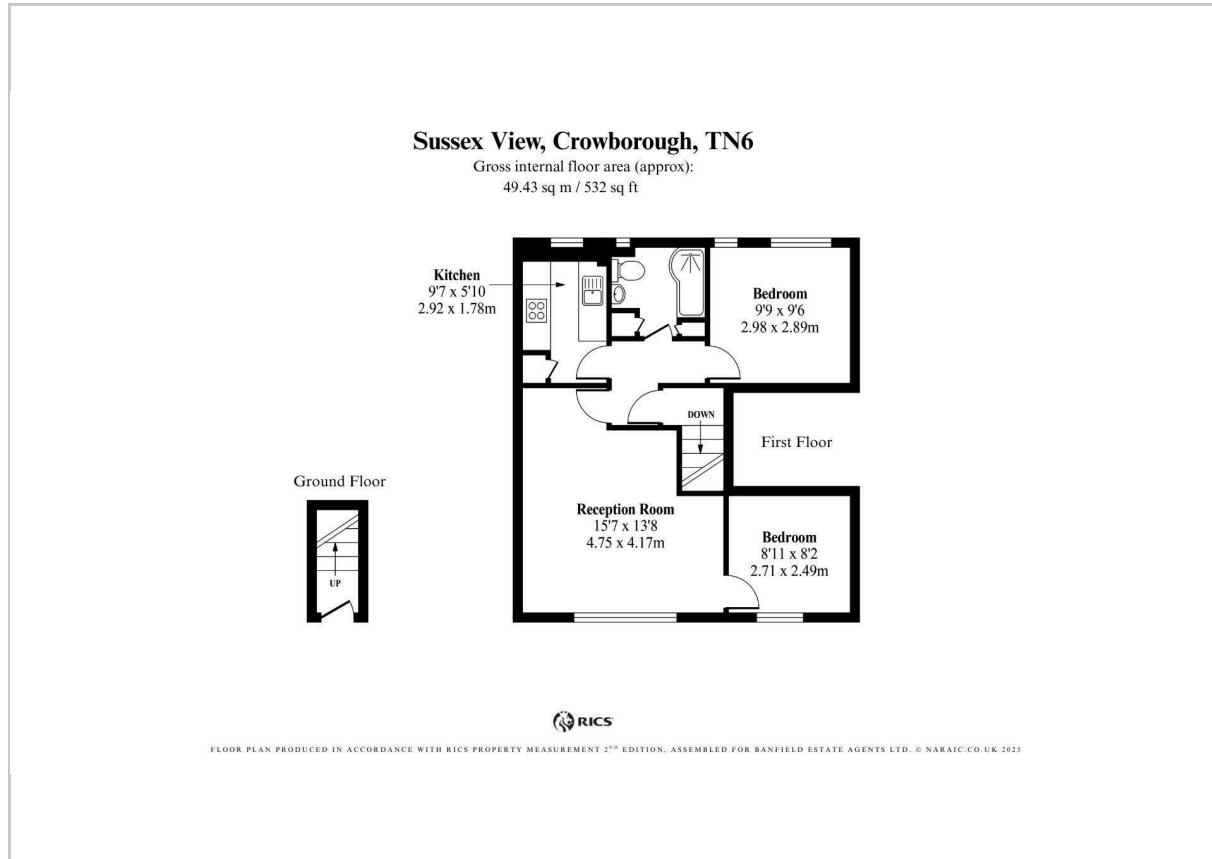 Sussex View, Crowborough, TN6
Gross internal floor area (approx):
49.43 sq m / 532 sq ft
Kitchen
9'7 x 5'10
2.92 x 1.78m
Bedroom
9'9 x 9'6
2.98 x 2.89m
DOWN
First Floor
Ground Floor
UP
Reception Room
15'7 x 13'8
4.75 x 4.17m
Bedroom
8'11 x 8'2
2.71 x 2.49m
RICS
FLOOR PLAN PRODUCED IN ACCORDANCE WITH RICS PROPERTY MEASUREMENT 2ND EDITION, ASSEMBLED FOR BANFIELD ESTATE AGENTS LTD. © NARAIC.CO.UK 2025